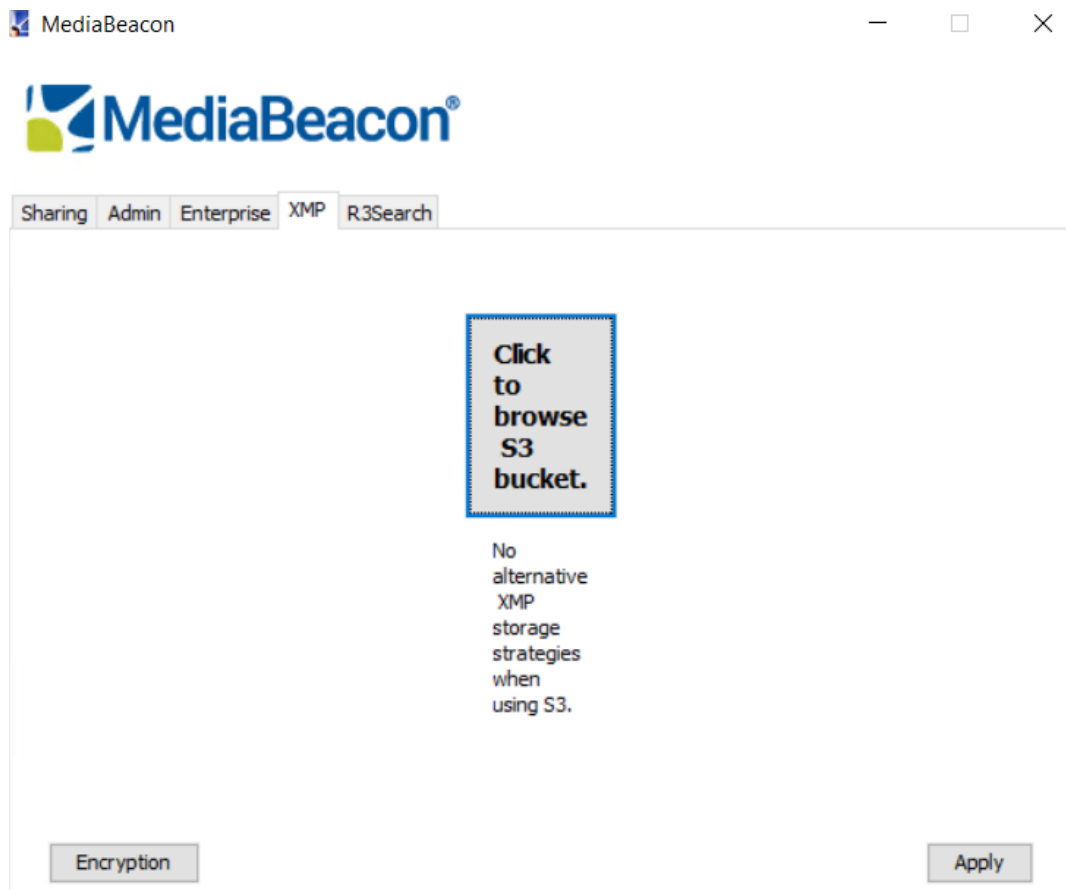 MediaBeacon
MediaBeacon®
Sharing Admin Enterprise XMP R3Search
Click
to
browse
S3
bucket.
No
alternative
XMP
storage
strategies
when
using S3.
Encryption Apply